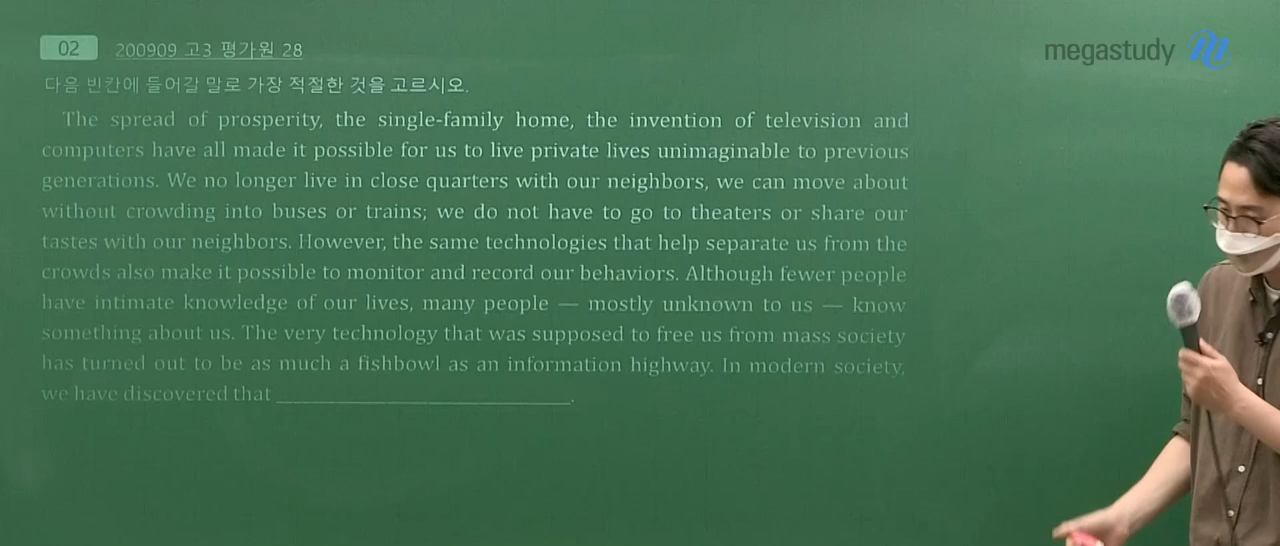 02 200909 고3 평가원 28
megastudy
다음 빈칸에 들어갈 말로 가장 적절한 것을 고르시오.
The spread of prosperity, the single-family home, the invention of television and
computers have all made it possible for us to live private lives unimaginable to previous
generations. We no longer live in close quarters with our neighbors, we can move about
without crowding into buses or trains; we do not have to go to theaters or share our
tastes with our neighbors. However, the same technologies that help separate us from the
crowds also make it possible to monitor and record our behaviors. Although fewer people
have intimate knowledge of our lives, many people — mostly unknown to us — know
something about us. The very technology that was supposed to free us from mass society
has turned out to be as much a fishbowl as an information highway. In modern society,
we have discovered that ______________________________.